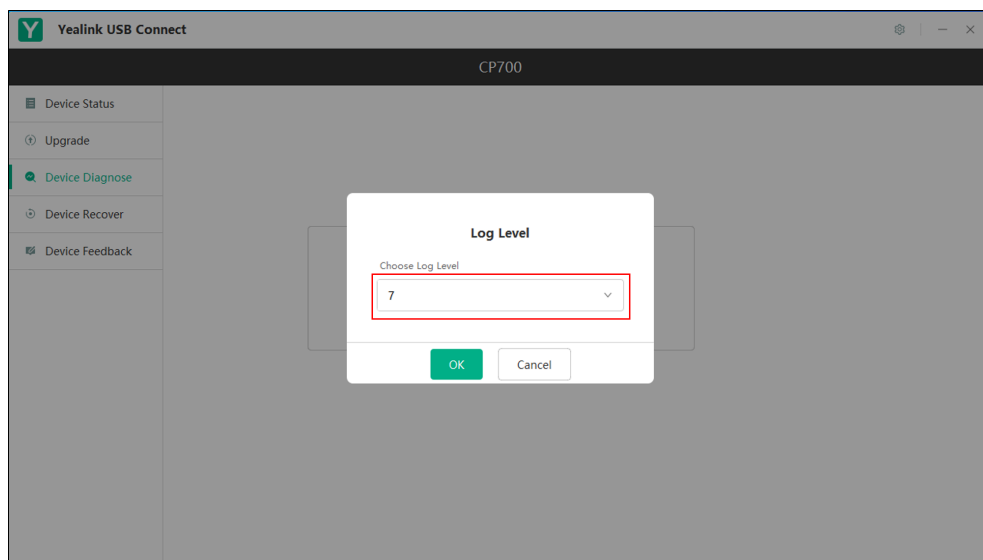 Y Yealink USB Connect
CP700
Device Status
Upgrade
Device Diagnose
Device Recover
Device Feedback
Log Level
Choose Log Level
7
OK Cancel